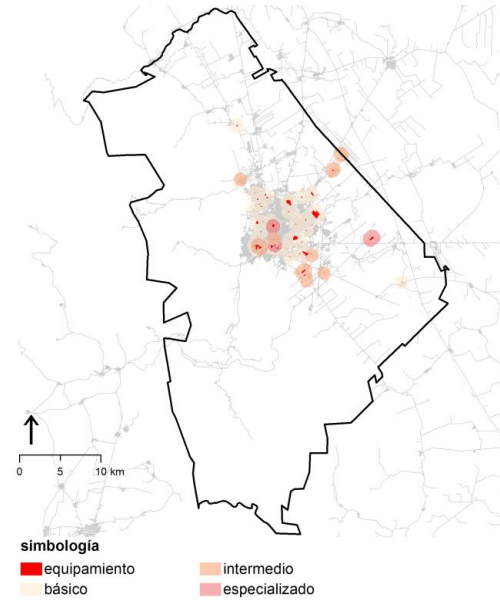 0 5 10 km
simbología
equipamiento intermedio
básico especializado